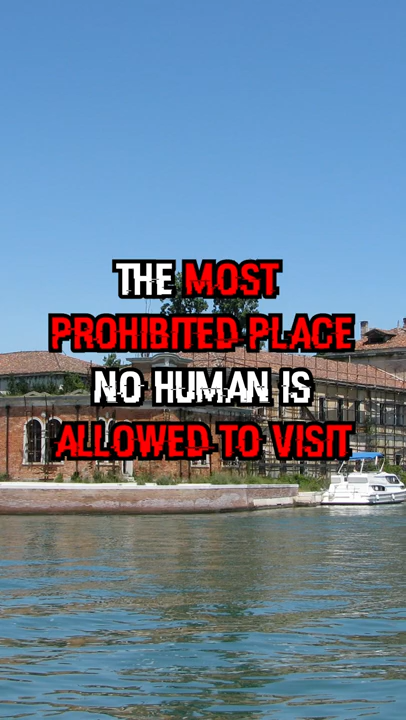 THE MOST
PROHIBITED PLACE
NO HUMAN IS
ALLOWED TO VISIT